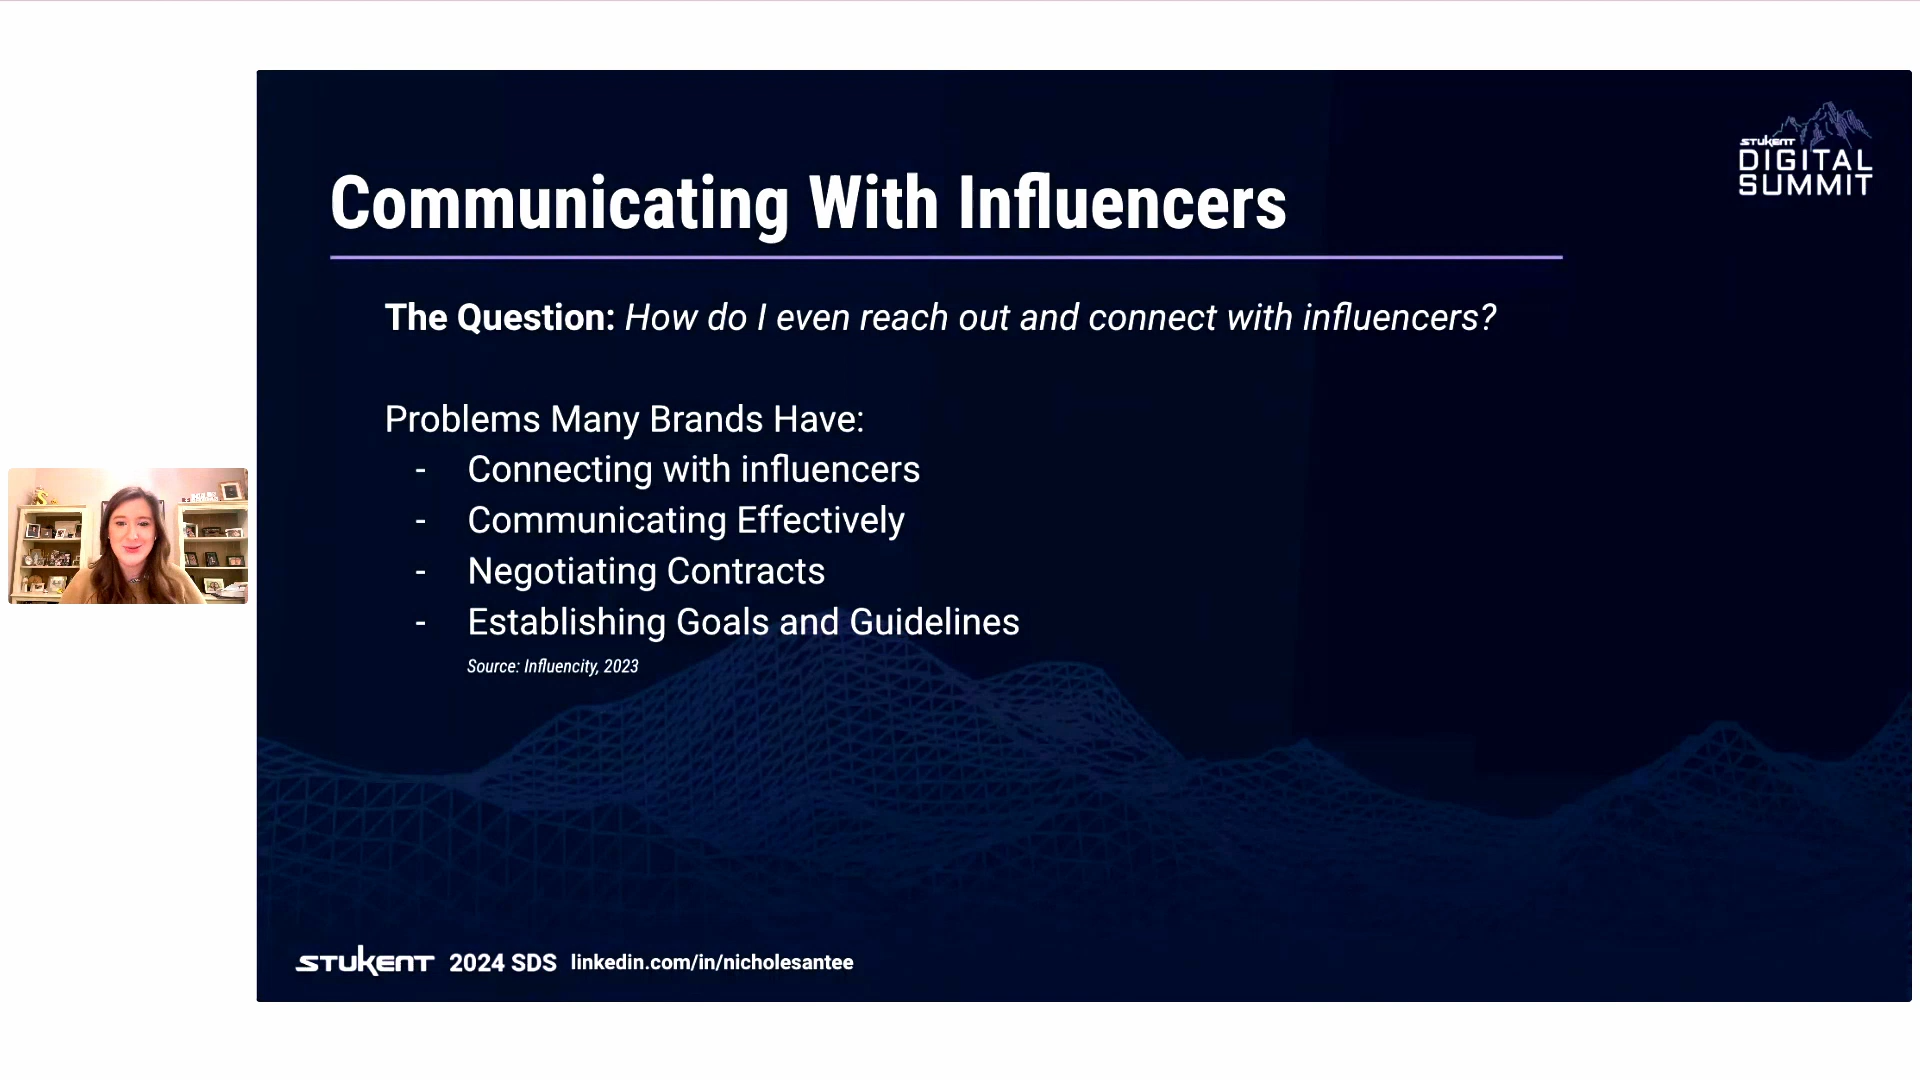 STUKENT
DIGITAL
SUMMIT
Communicating With Influencers
The Question: How do I even reach out and connect with influencers?
Problems Many Brands Have:
- Connecting with influencers
- Communicating Effectively
- Negotiating Contracts
- Establishing Goals and Guidelines
Source: Influencity, 2023
STUKENT 2024 SDS linkedin.com/in/nicholesantee